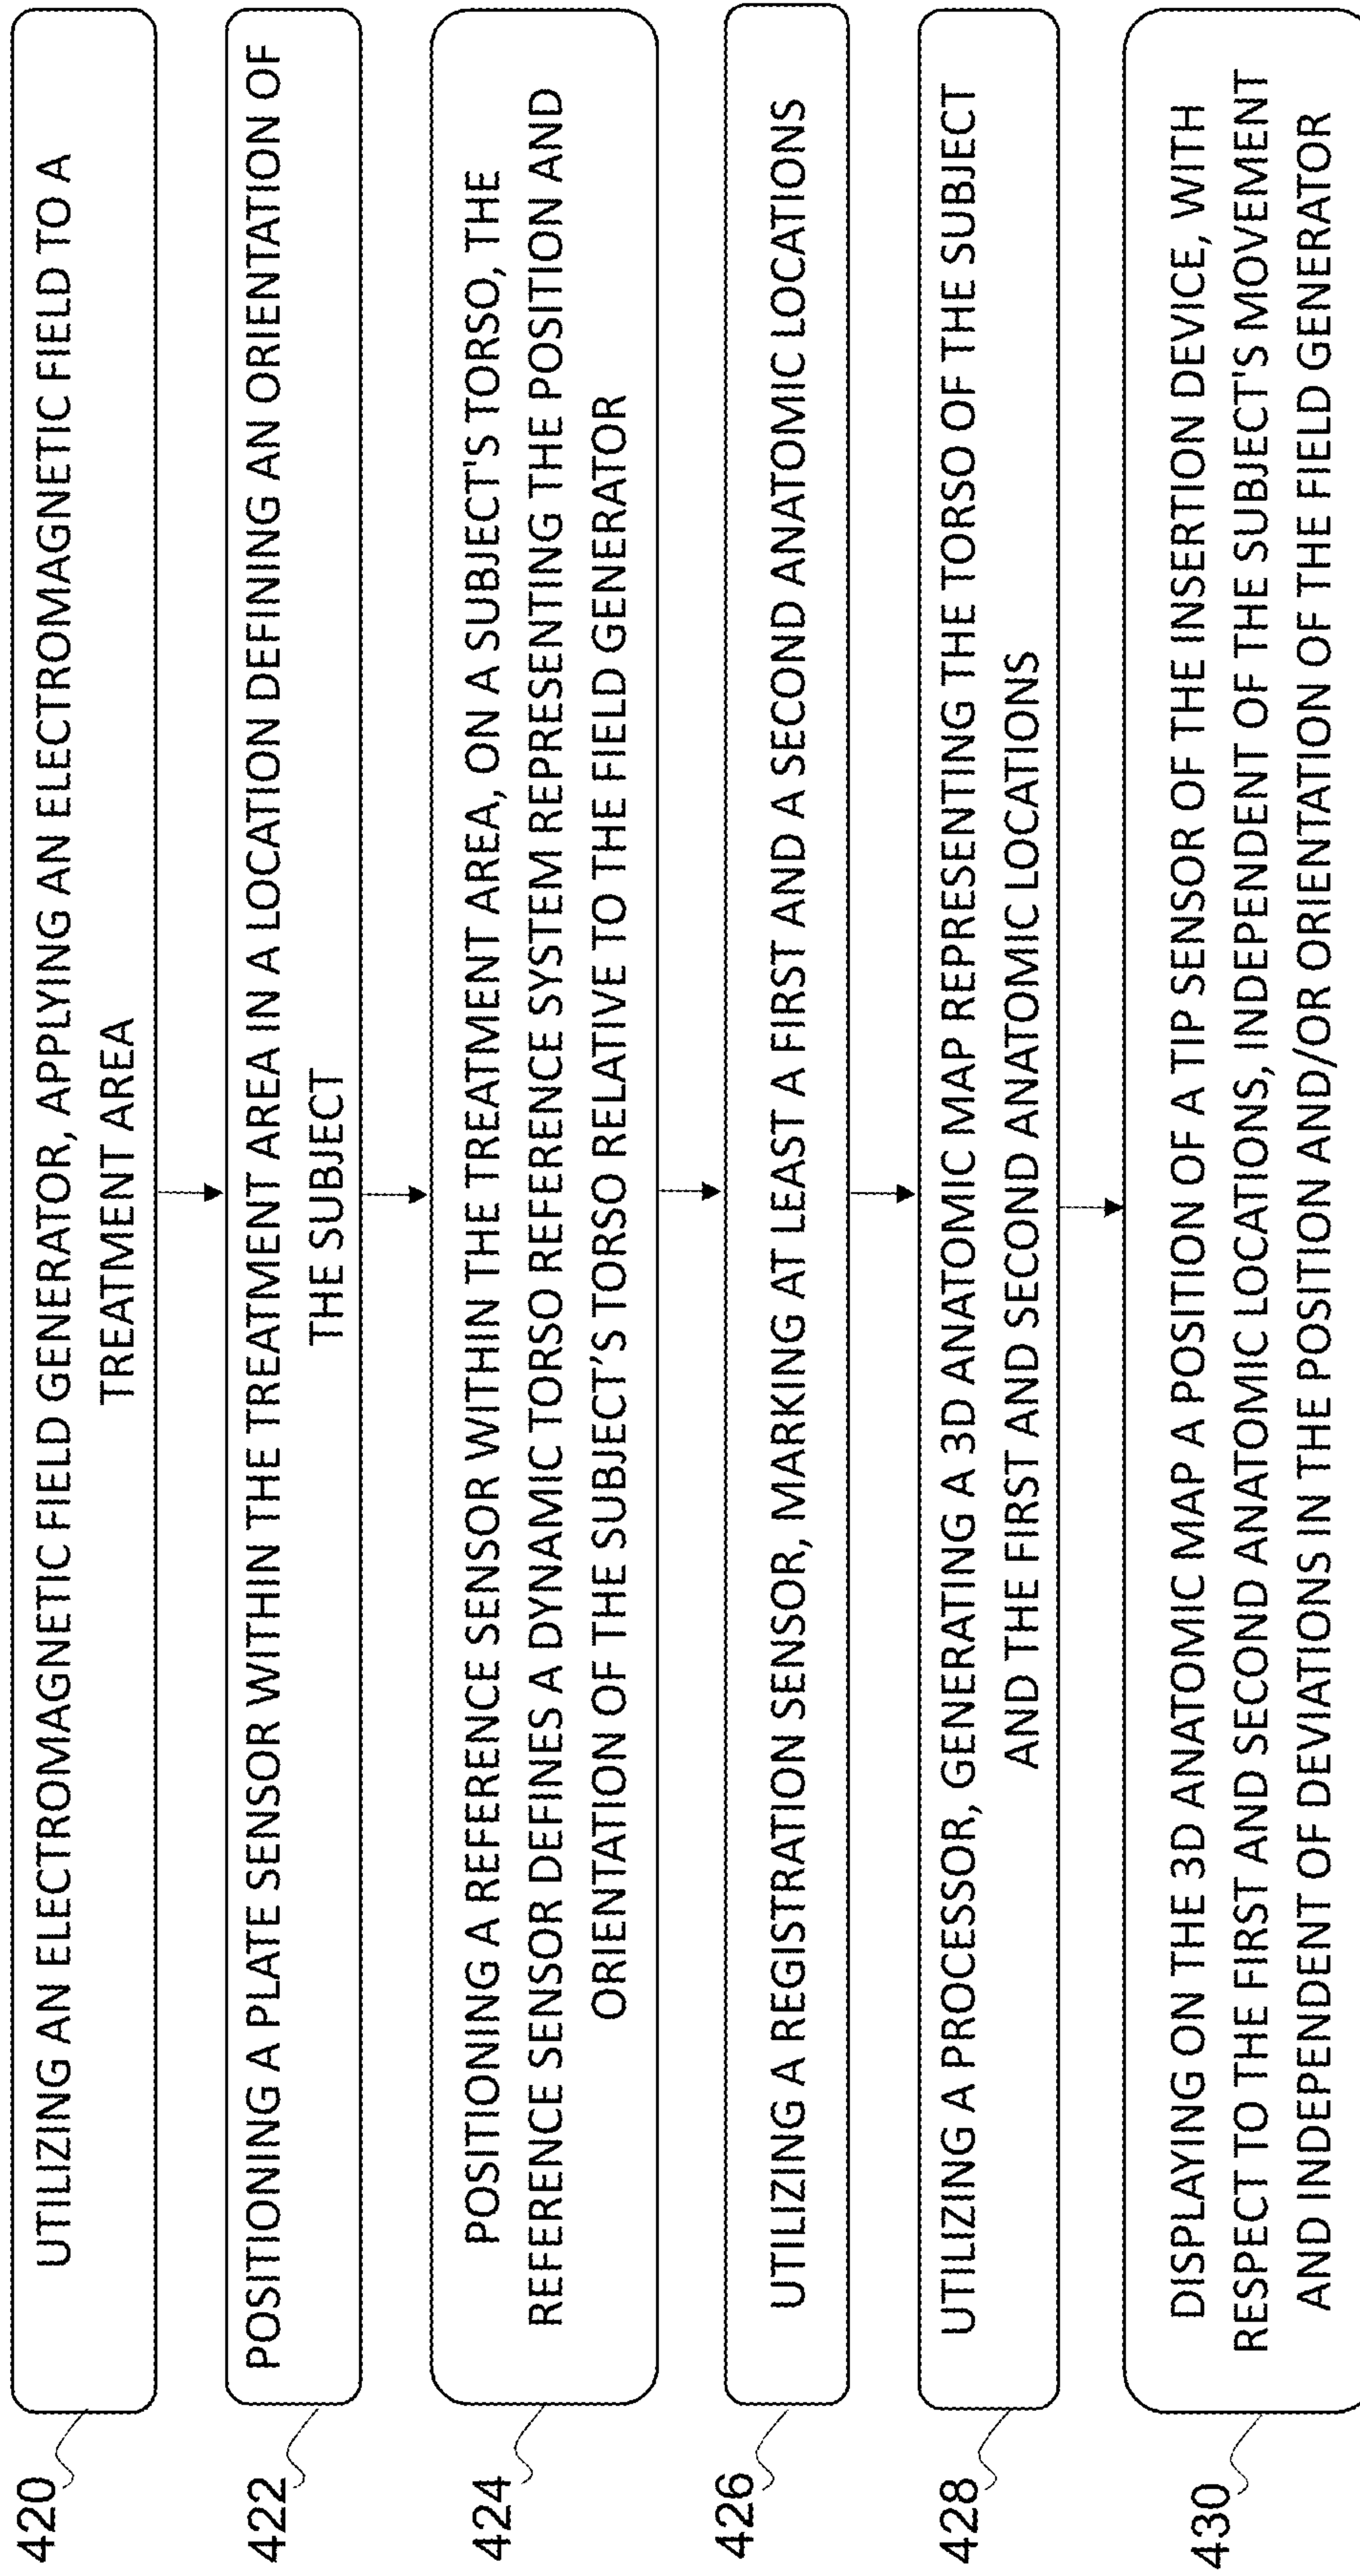 420
UTILIZING AN ELECTROMAGNETIC FIELD GENERATOR, APPLYING AN ELECTROMAGNETIC FIELD TO A
TREATMENT AREA
422
POSITIONING A PLATE SENSOR WITHIN THE TREATMENT AREA IN A LOCATION DEFINING AN ORIENTATION OF
THE SUBJECT
424
POSITIONING A REFERENCE SENSOR WITHIN THE TREATMENT AREA, ON A SUBJECT'S TORSO, THE
REFERENCE SENSOR DEFINES A DYNAMIC TORSO REFERENCE SYSTEM REPRESENTING THE POSITION AND
ORIENTATION OF THE SUBJECT'S TORSO RELATIVE TO THE FIELD GENERATOR
426
UTILIZING A REGISTRATION SENSOR, MARKING AT LEAST A FIRST AND A SECOND ANATOMIC LOCATIONS
428
UTILIZING A PROCESSOR, GENERATING A 3D ANATOMIC MAP REPRESENTING THE TORSO OF THE SUBJECT
AND THE FIRST AND SECOND ANATOMIC LOCATIONS
430
DISPLAYING ON THE 3D ANATOMIC MAP A POSITION OF A TIP SENSOR OF THE INSERTION DEVICE, WITH
RESPECT TO THE FIRST AND SECOND ANATOMIC LOCATIONS, INDEPENDENT OF THE SUBJECT'S MOVEMENT
AND INDEPENDENT OF DEVIATIONS IN THE POSITION AND/OR ORIENTATION OF THE FIELD GENERATOR